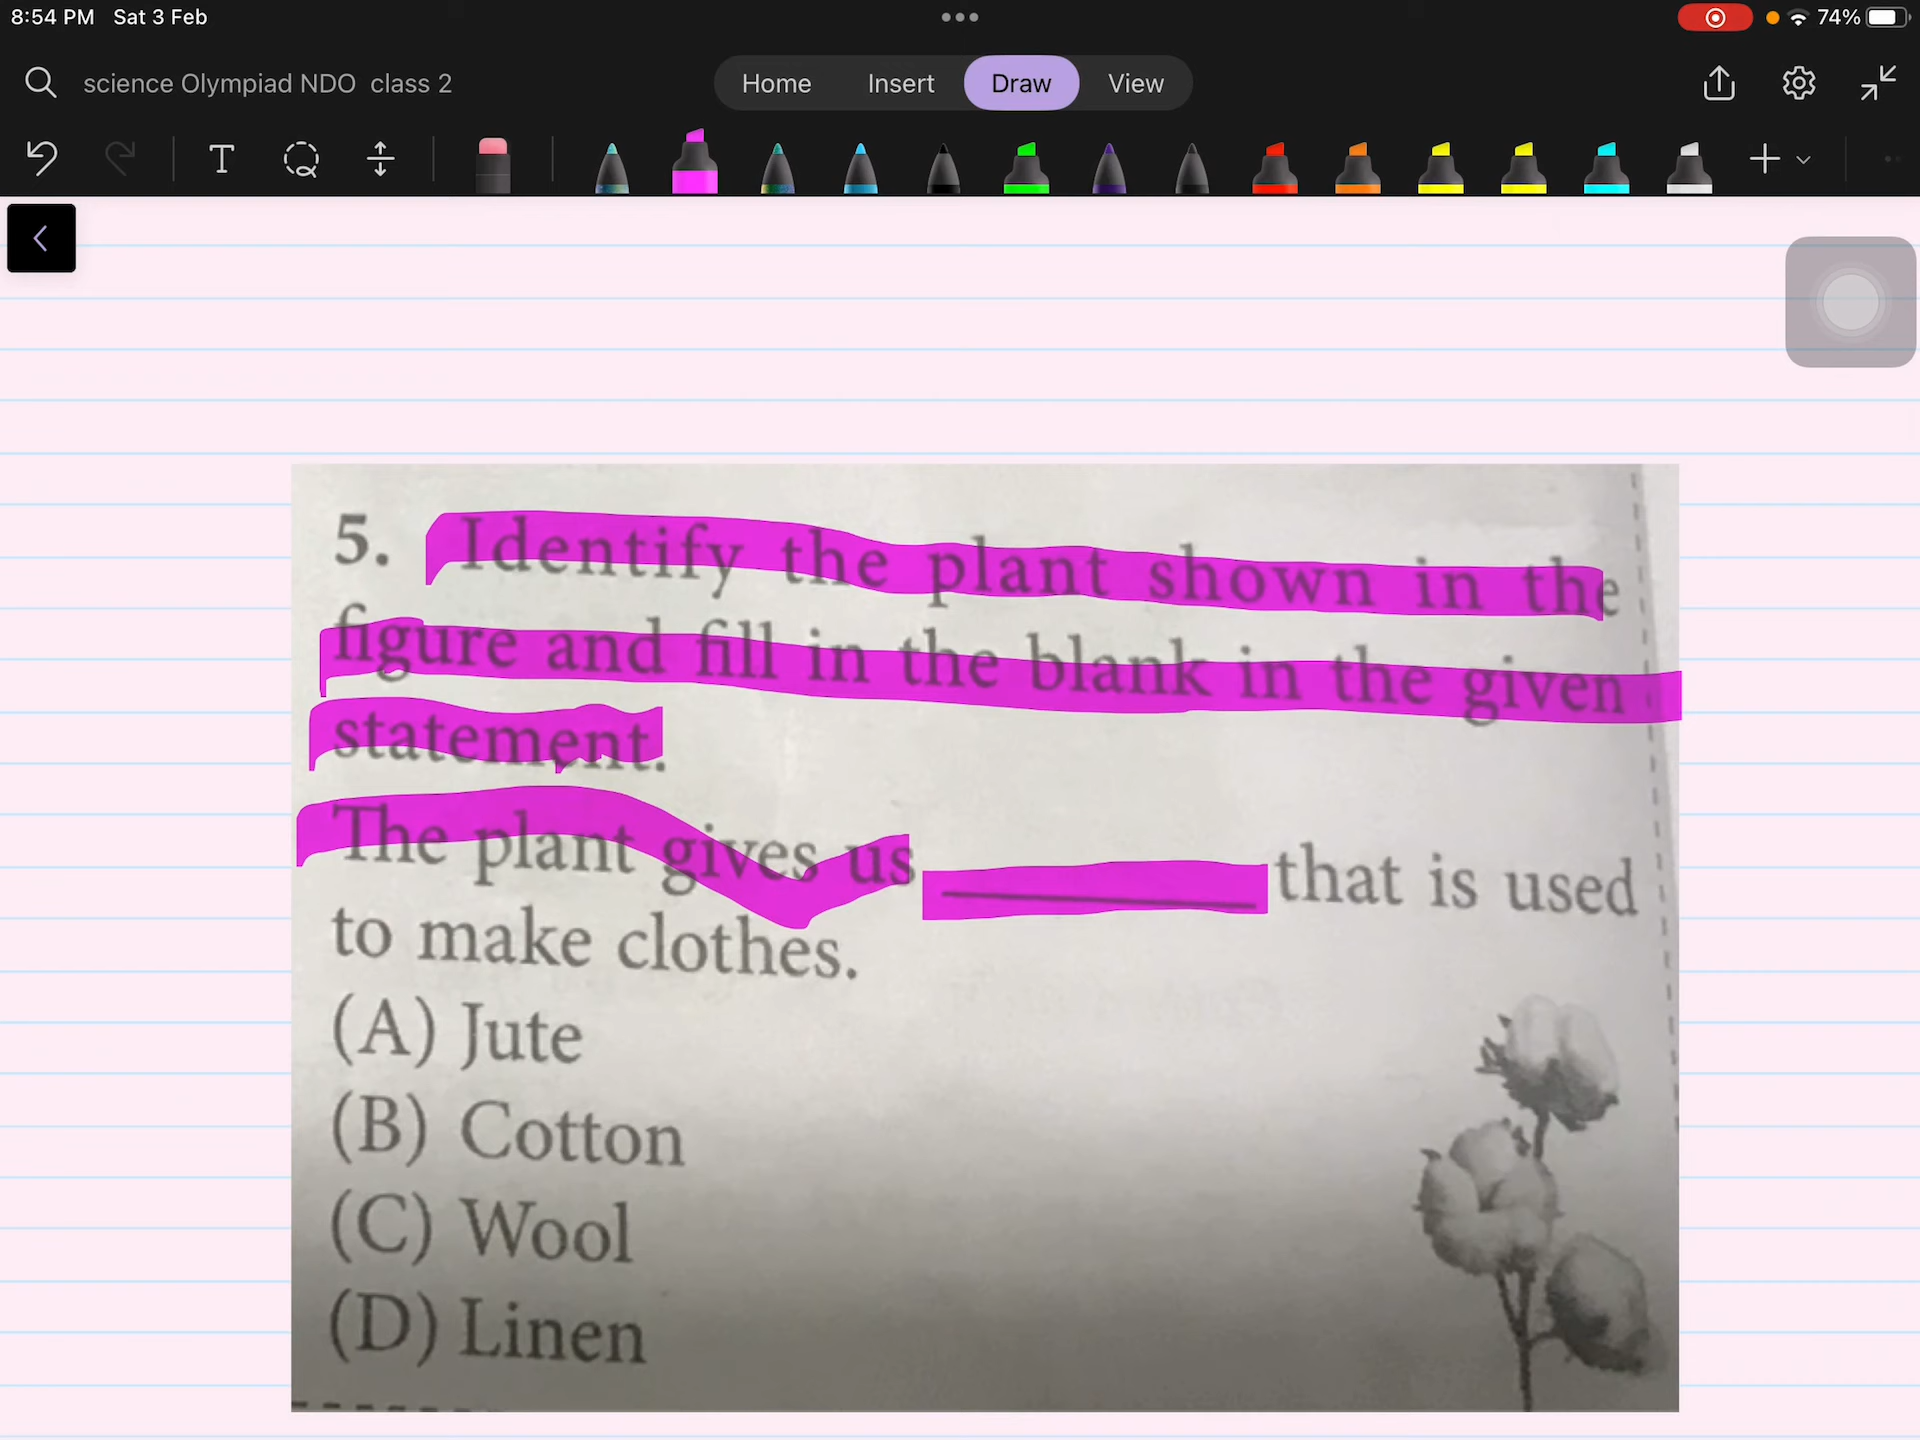 8:54 PM Sat 3 Feb
74%
science Olympiad NDO class 2
Home Insert Draw View
T
5. Identify the plant shown in the
figure and fill in the blank in the given
statement.
The plant gives us __________ that is used
to make clothes.
(A) Jute
(B) Cotton
(C) Wool
(D) Linen